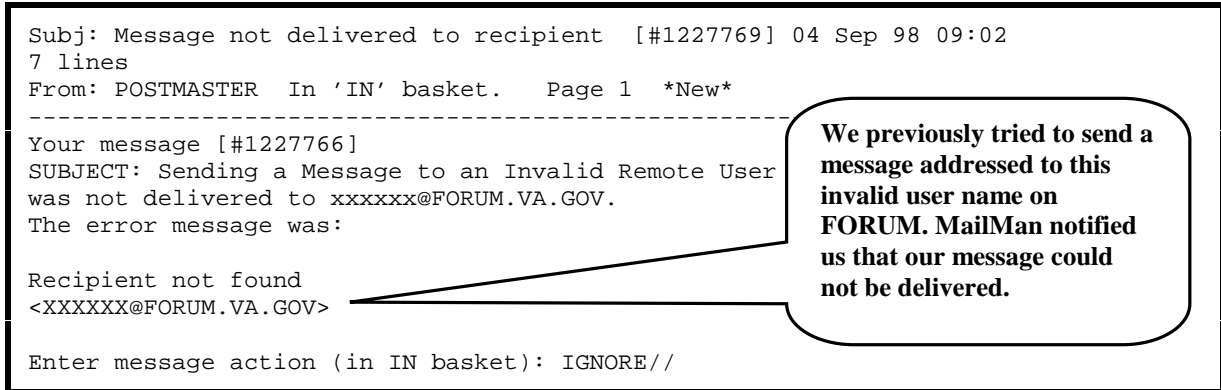 Subj: Message not delivered to recipient  [#1227769] 04 Sep 98 09:02
7 lines
From: POSTMASTER  In 'IN' basket.   Page 1  *New*
-----------------------------------------------------
Your message [#1227766]
SUBJECT: Sending a Message to an Invalid Remote User
was not delivered to xxxxxx@FORUM.VA.GOV.
The error message was:
Recipient not found
<XXXXXX@FORUM.VA.GOV>
Enter message action (in IN basket): IGNORE//
We previously tried to send a
message addressed to this
invalid user name on
FORUM. MailMan notified
us that our message could
not be delivered.